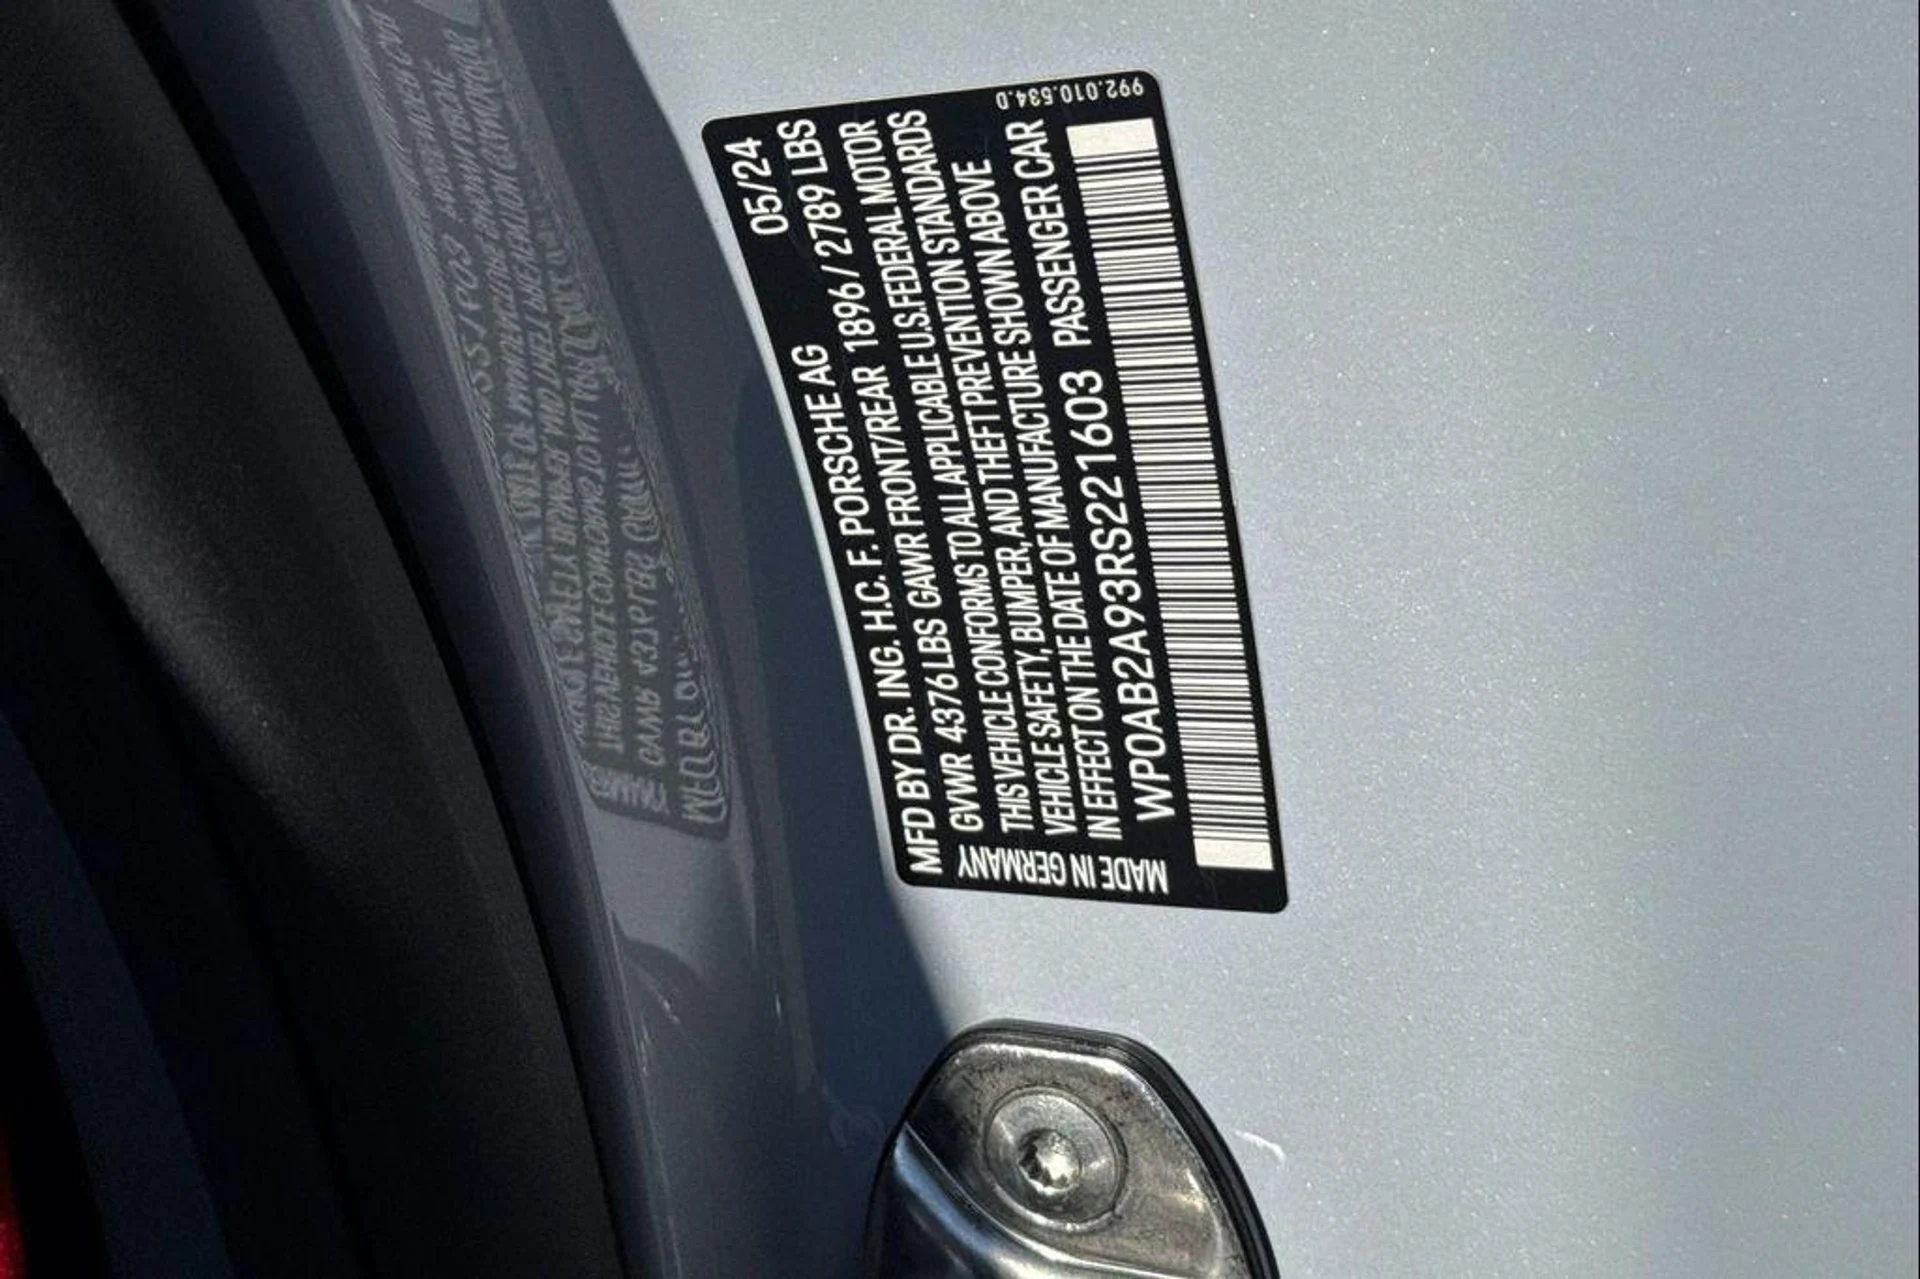 992.010.534.D
05/24
MFD BY DR. ING. H.C. F. PORSCHE AG
GVWR 4376 LBS GAWR FRONT/REAR 1896 / 2789 LBS
THIS VEHICLE CONFORMS TO ALL APPLICABLE U.S. FEDERAL MOTOR
VEHICLE SAFETY, BUMPER, AND THEFT PREVENTION STANDARDS
IN EFFECT ON THE DATE OF MANUFACTURE SHOWN ABOVE
WP0AB2A93RS221603 PASSENGER CAR
MADE IN GERMANY